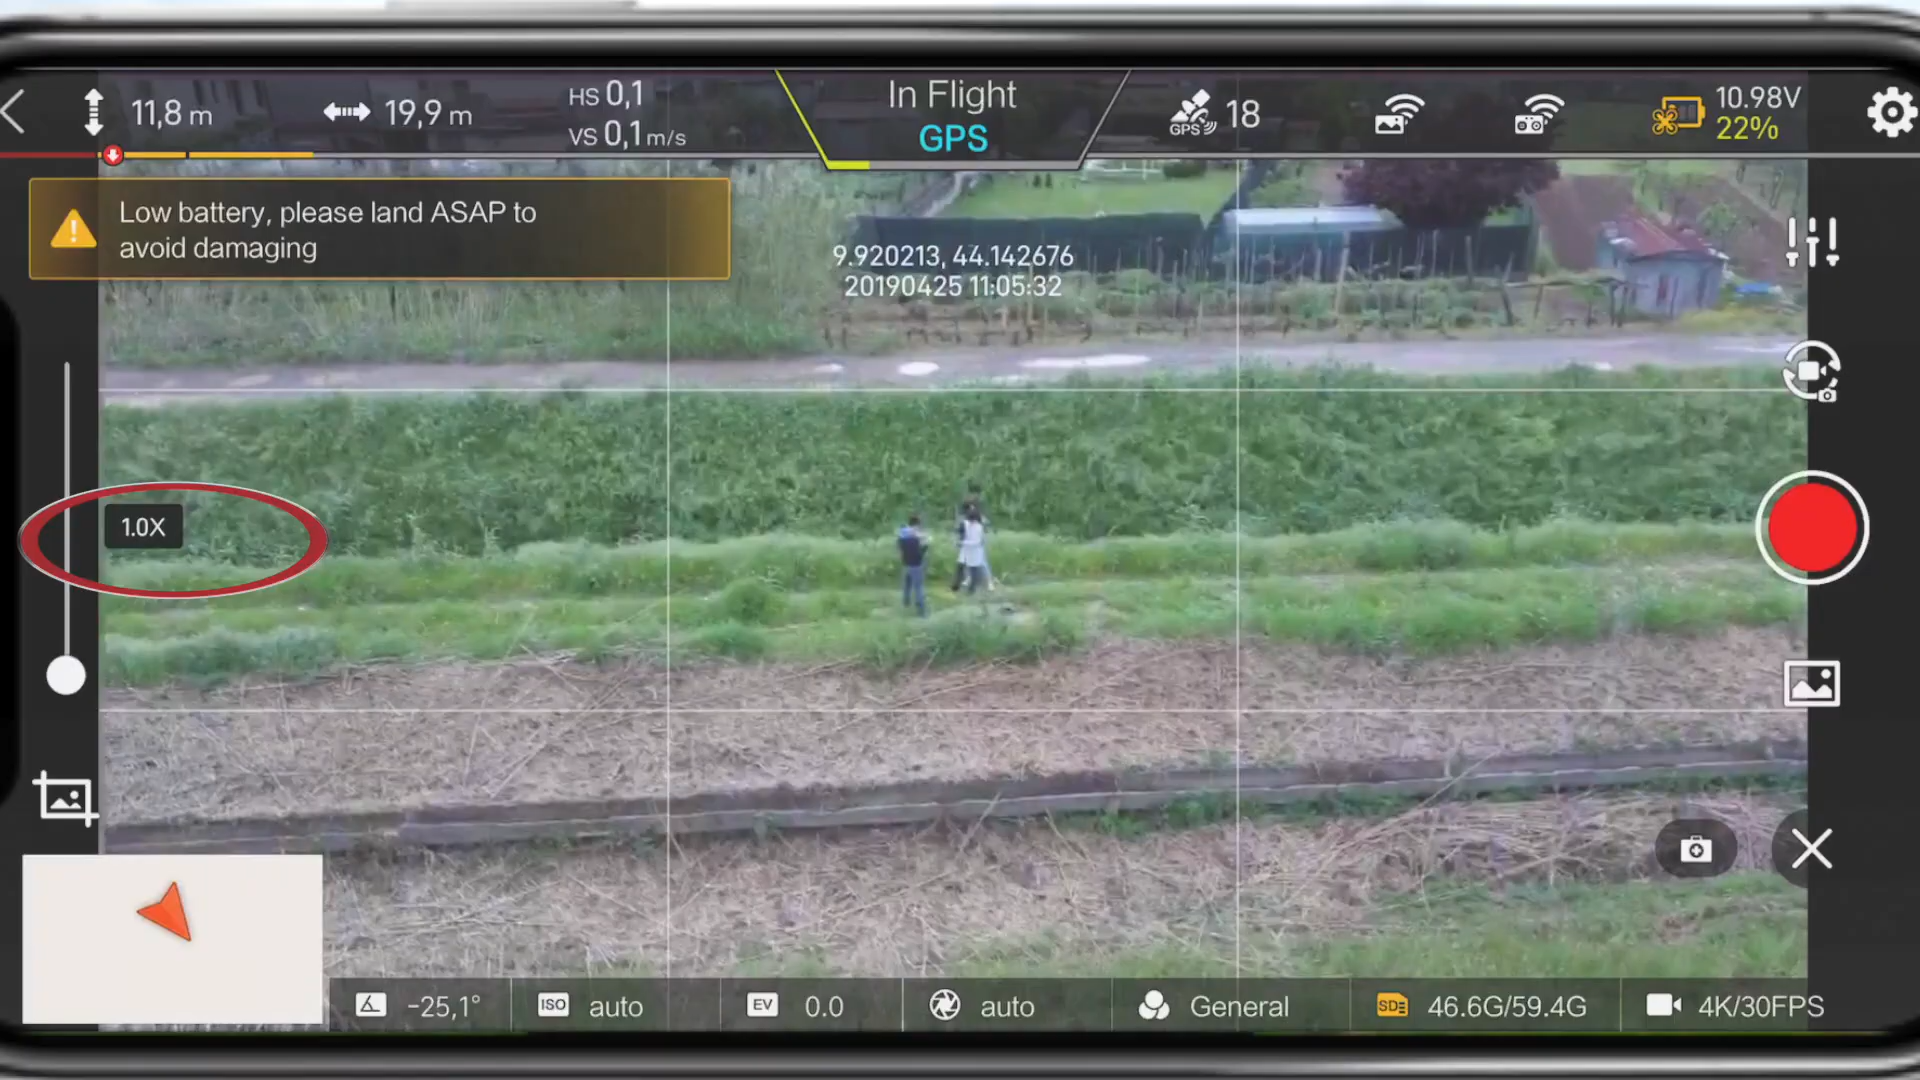 11,8 m
19,9 m
HS 0,1
VS 0,1 m/s
In Flight
GPS
GPS 18
10.98V
22%
Low battery, please land ASAP to
avoid damaging
9.920213, 44.142676
20190425 11:05:32
1.0X
-25,1°
ISO auto
EV 0.0
auto
General
SD 46.6G/59.4G
4K/30FPS